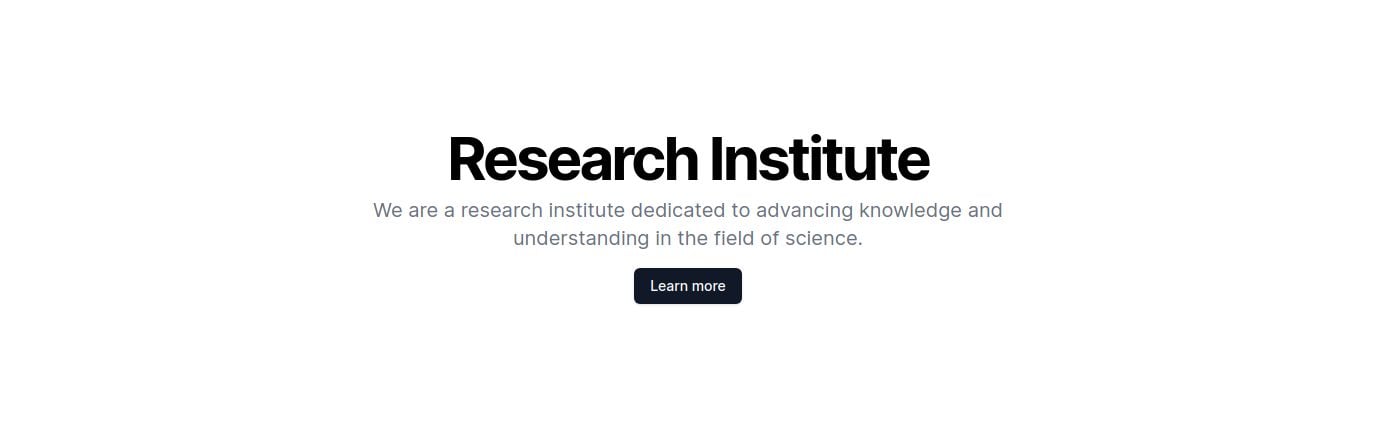 Research Institute
We are a research institute dedicated to advancing knowledge and
understanding in the field of science.
Learn more